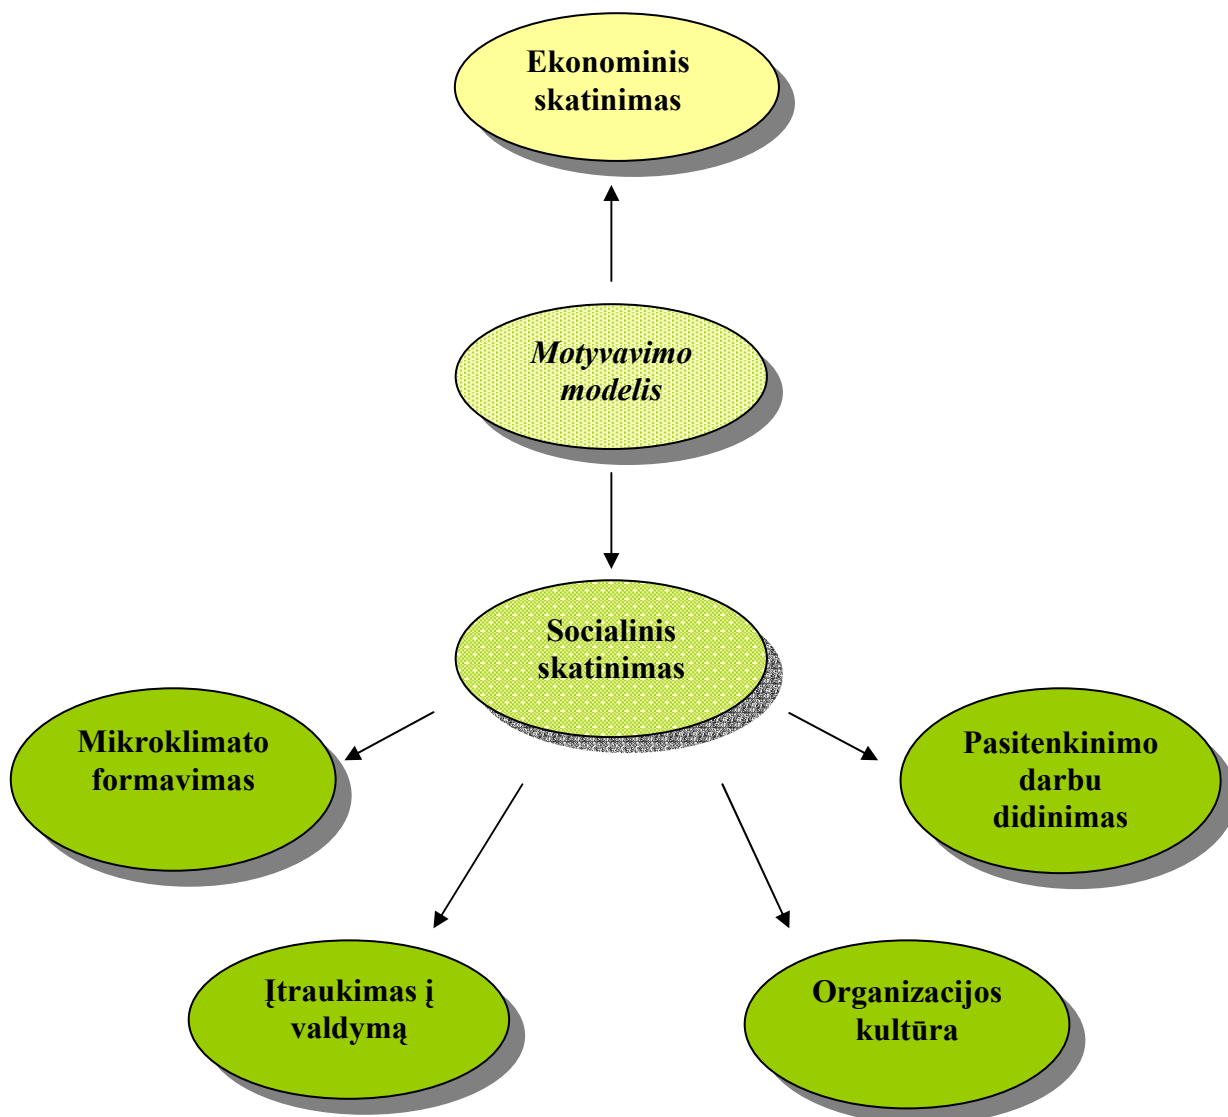 Ekonominis
skatinimas
Motyvavimo
modelis
Socialinis
skatinimas
Mikroklimato
formavimas
Pasitenkinimo
darbu
didinimas
Įtraukimas į
valdymą
Organizacijos
kultūra